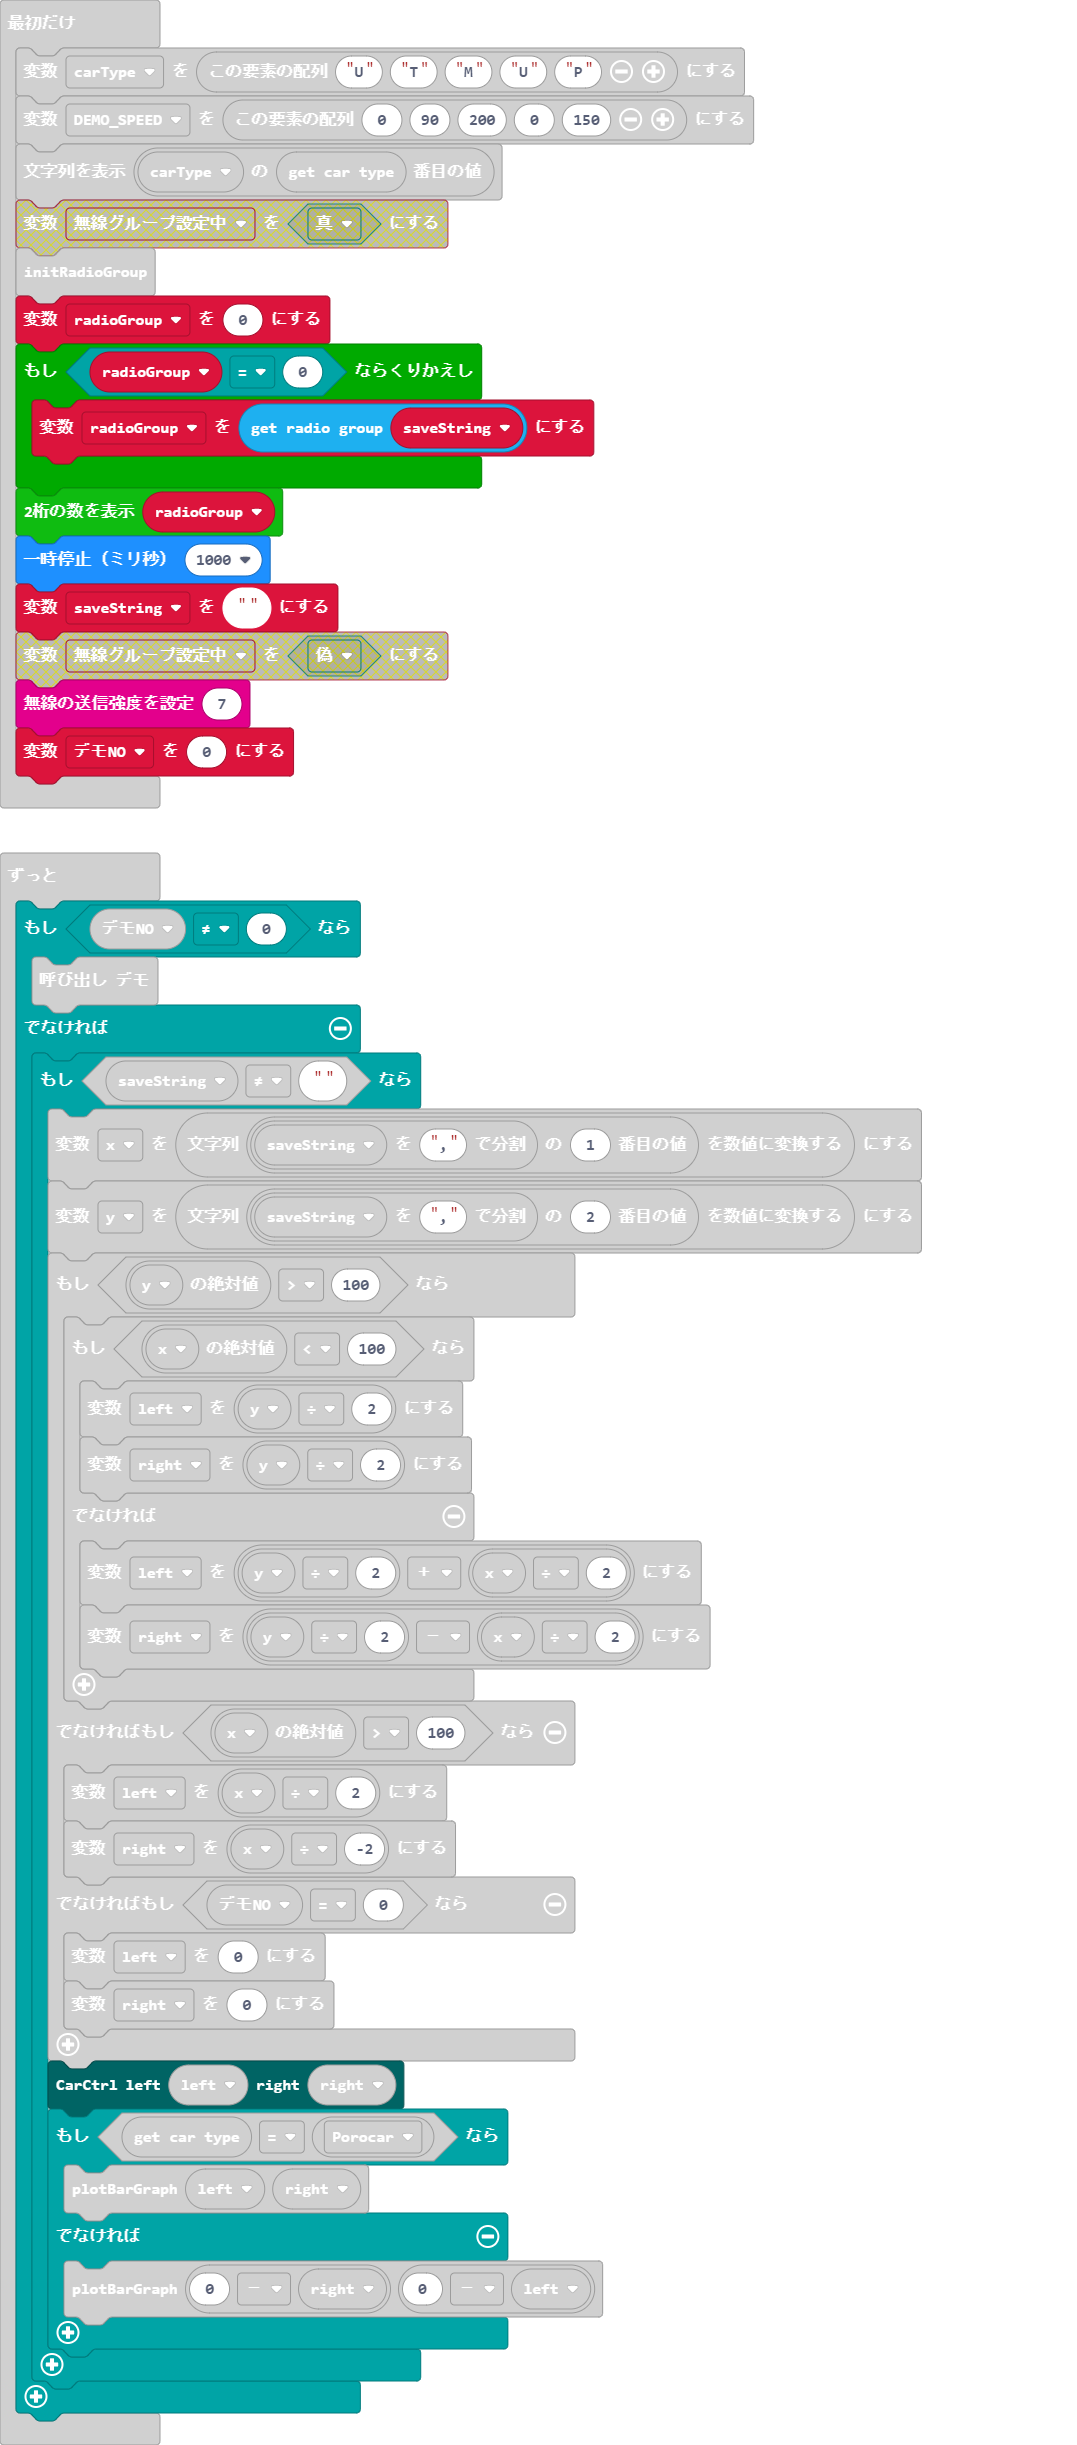 最初だけ
変数 carType を この要素の配列 "U" "T" "M" "U" "P" にする
変数 DEMO_SPEED を この要素の配列 0 90 200 0 150 にする
文字列を表示 carType の get car type 番目の値
変数 無線グループ設定中 を 真 にする
initRadioGroup
変数 radioGroup を 0 にする
もし radioGroup = 0 ならくりかえし
変数 radioGroup を get radio group saveString にする
2桁の数を表示 radioGroup
一時停止（ミリ秒） 1000
変数 saveString を "" にする
変数 無線グループ設定中 を 偽 にする
無線の送信強度を設定 7
変数 デモNO を 0 にする
ずっと
もし デモNO ≠ 0 なら
呼び出し デモ
でなければ
もし saveString ≠ "" なら
変数 x を 文字列 saveString を "," で分割 の 1 番目の値 を数値に変換する にする
変数 y を 文字列 saveString を "," で分割 の 2 番目の値 を数値に変換する にする
もし y の絶対値 > 100 なら
もし x の絶対値 < 100 なら
変数 left を y ÷ 2 にする
変数 right を y ÷ 2 にする
でなければ
変数 left を y ÷ 2 + x ÷ 2 にする
変数 right を y ÷ 2 - x ÷ 2 にする
でなければもし x の絶対値 > 100 なら
変数 left を x ÷ 2 にする
変数 right を x ÷ -2 にする
でなければもし デモNO = 0 なら
変数 left を 0 にする
変数 right を 0 にする
CarCtrl left left right right
もし get car type = Porocar なら
plotBarGraph left right
でなければ
plotBarGraph 0 - right 0 - left